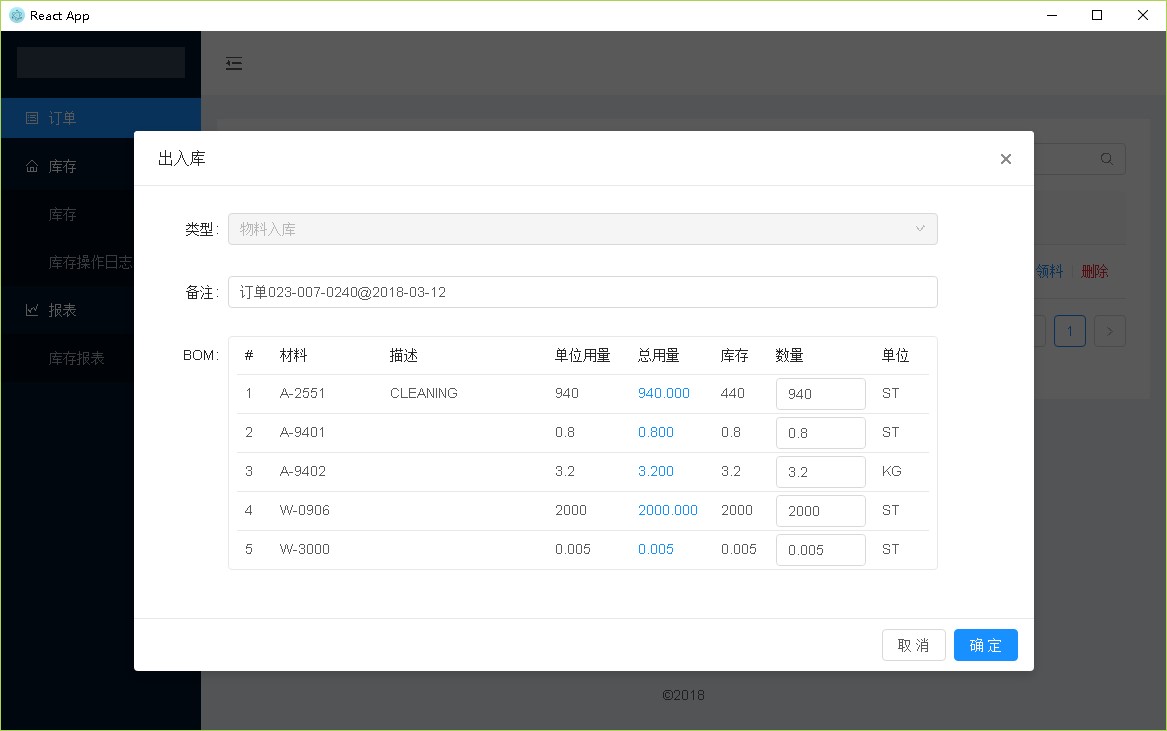 React App
订单
库存
库存
库存操作日志
报表
库存报表
领料 删除
1
出入库
类型: 物料入库
备注: 订单023-007-0240@2018-03-12
BOM:
# 材料 描述 单位用量 总用量 库存 数量 单位
1 A-2551 CLEANING 940 940.000 440 940 ST
2 A-9401 0.8 0.800 0.8 0.8 ST
3 A-9402 3.2 3.200 3.2 3.2 KG
4 W-0906 2000 2000.000 2000 2000 ST
5 W-3000 0.005 0.005 0.005 0.005 ST
取 消 确 定
©2018